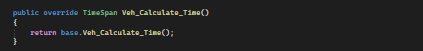 public override TimeSpan Veh_Calculate_Time()
{
return base.Veh_Calculate_Time();
}